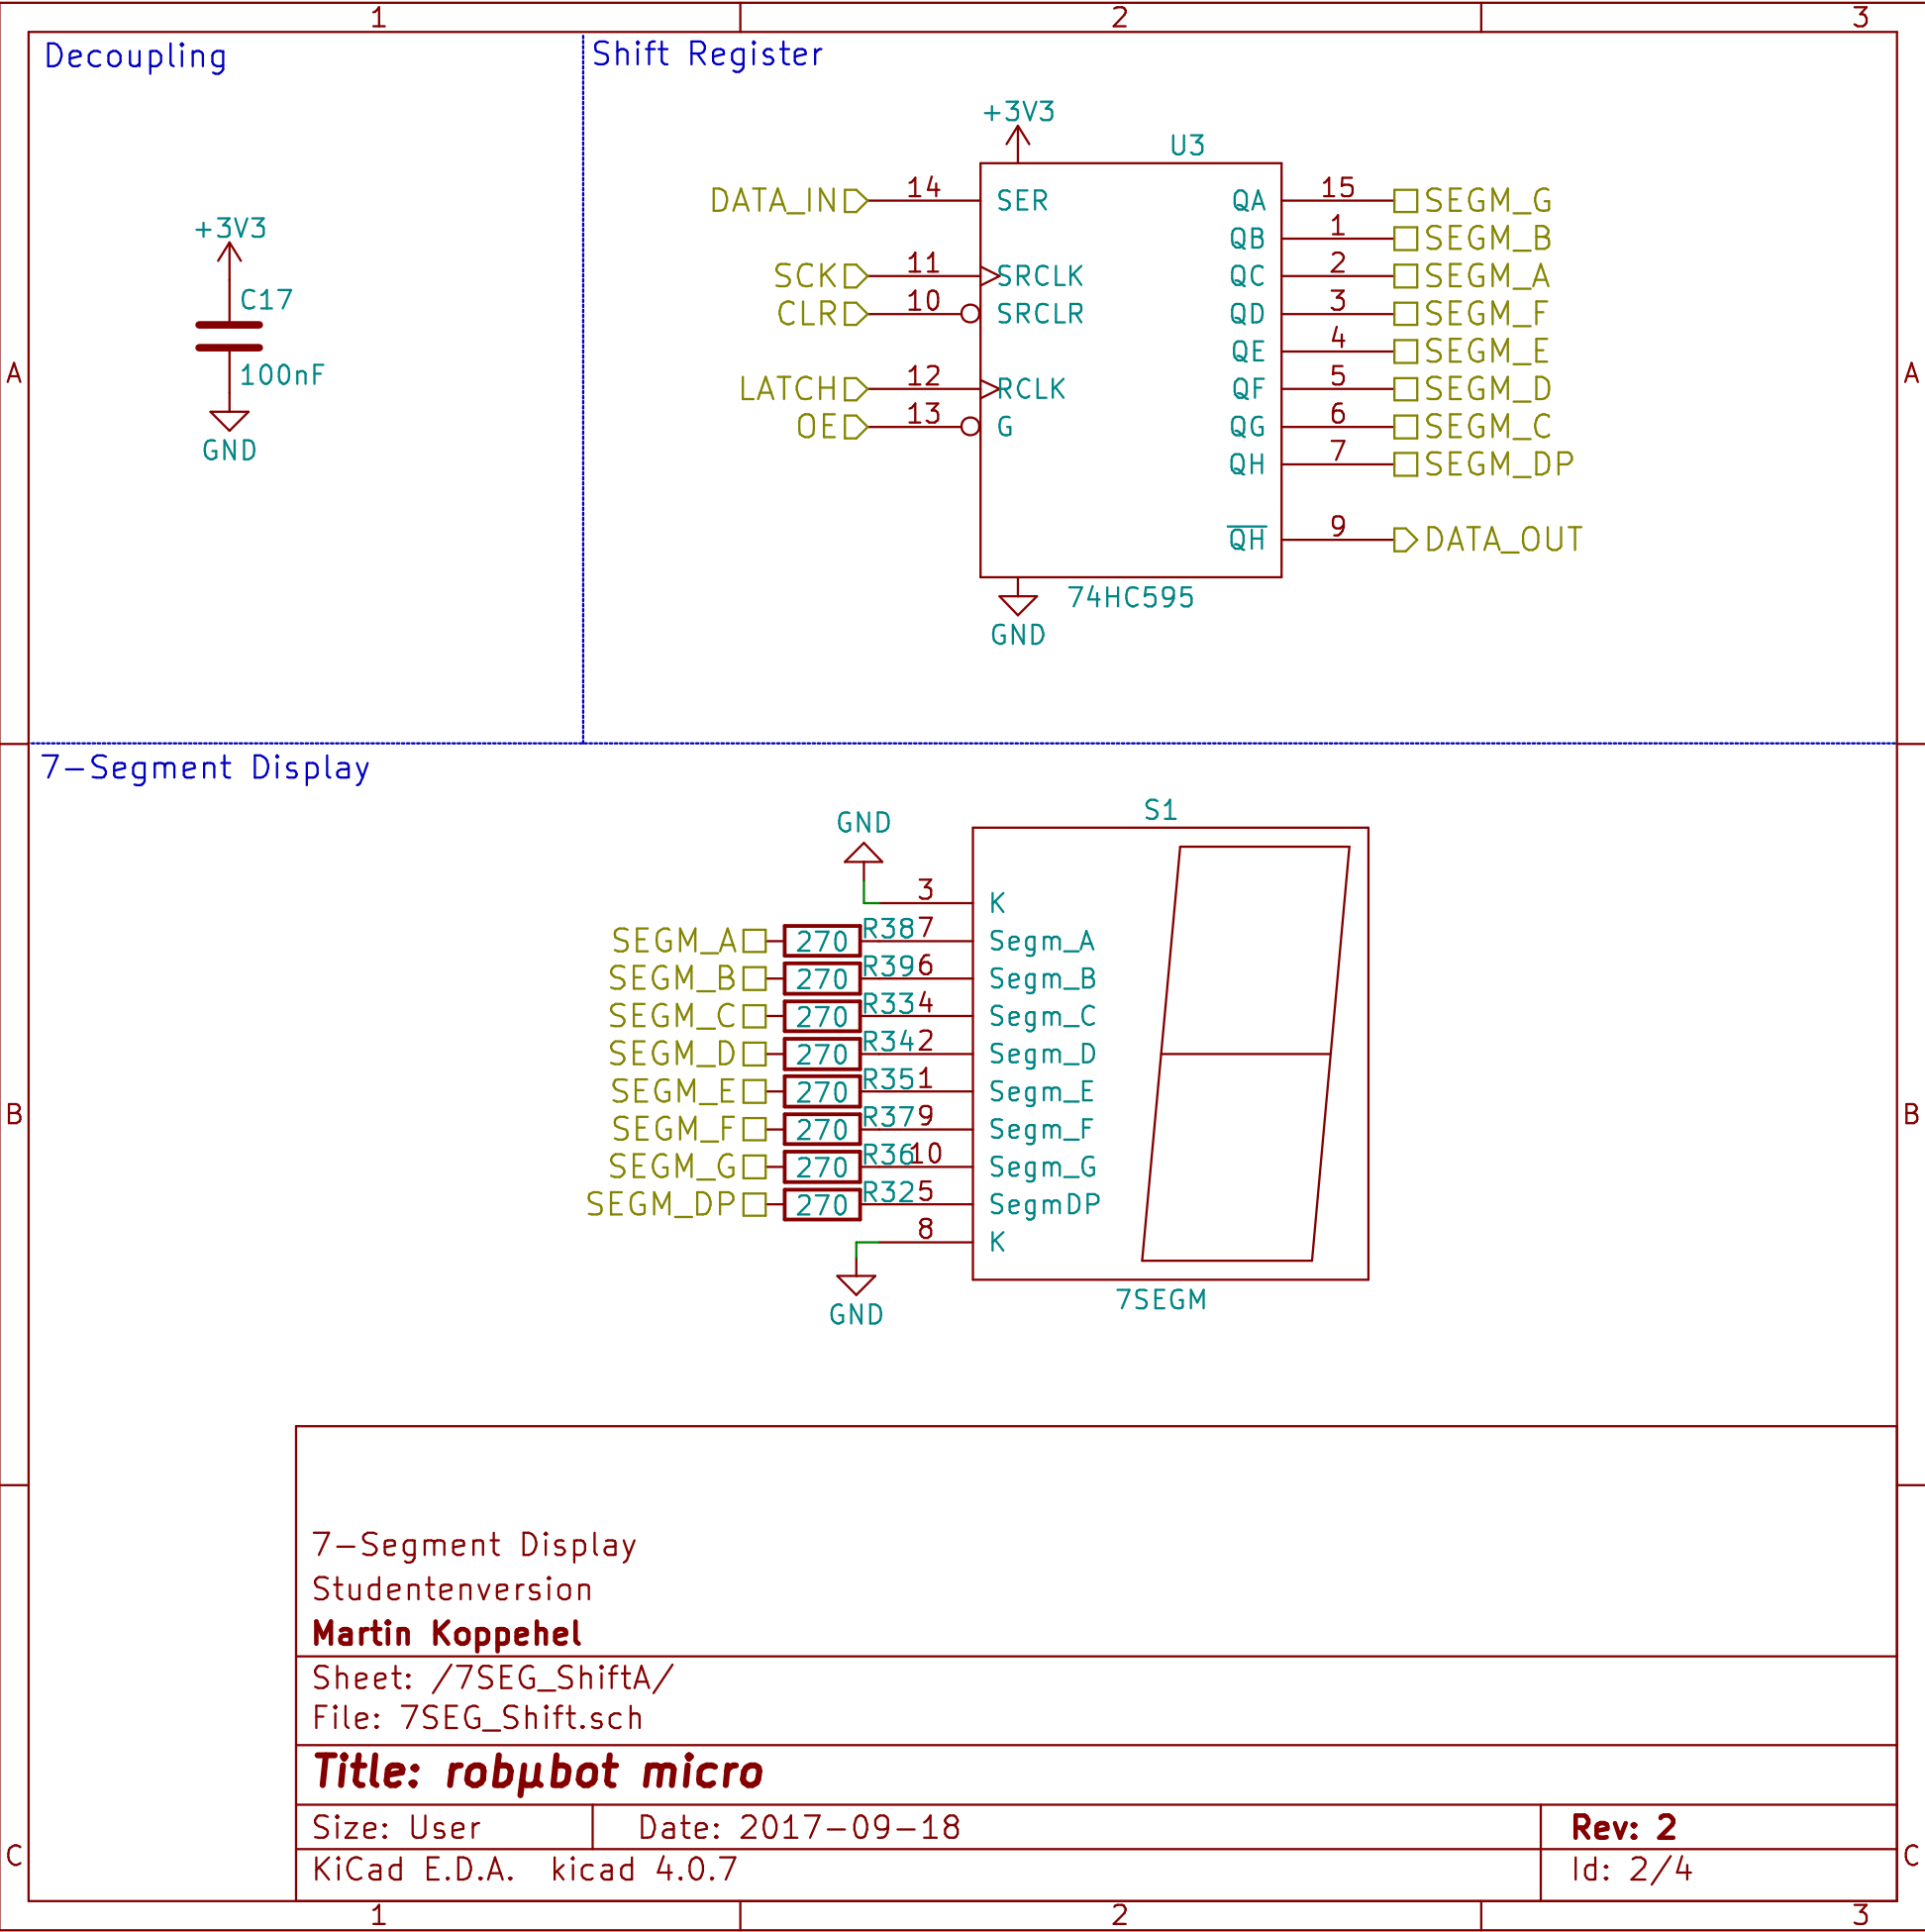 1 2 3
Decoupling
Shift Register
+3V3
U3
DATA_IN 14 SER QA 15 SEGM_G
QB 1 SEGM_B
SCK 11 SRCLK QC 2 SEGM_A
CLR 10 SRCLR QD 3 SEGM_F
QE 4 SEGM_E
LATCH 12 RCLK QF 5 SEGM_D
OE 13 G QG 6 SEGM_C
QH 7 SEGM_DP
QH 9 DATA_OUT
74HC595
GND
+3V3
C17
100nF
GND
A A
7-Segment Display
S1
GND
3 K
SEGM_A 270 R38 7 Segm_A
SEGM_B 270 R39 6 Segm_B
SEGM_C 270 R33 4 Segm_C
SEGM_D 270 R34 2 Segm_D
SEGM_E 270 R35 1 Segm_E
SEGM_F 270 R37 9 Segm_F
SEGM_G 270 R36 10 Segm_G
SEGM_DP 270 R32 5 SegmDP
8 K
GND
7SEGM
B B
7-Segment Display
Studentenversion
Martin Koppehel
Sheet: /7SEG_ShiftA/
File: 7SEG_Shift.sch
Title: robµbot micro
Size: User Date: 2017-09-18 Rev: 2
KiCad E.D.A. kicad 4.0.7 Id: 2/4
C C
1 2 3